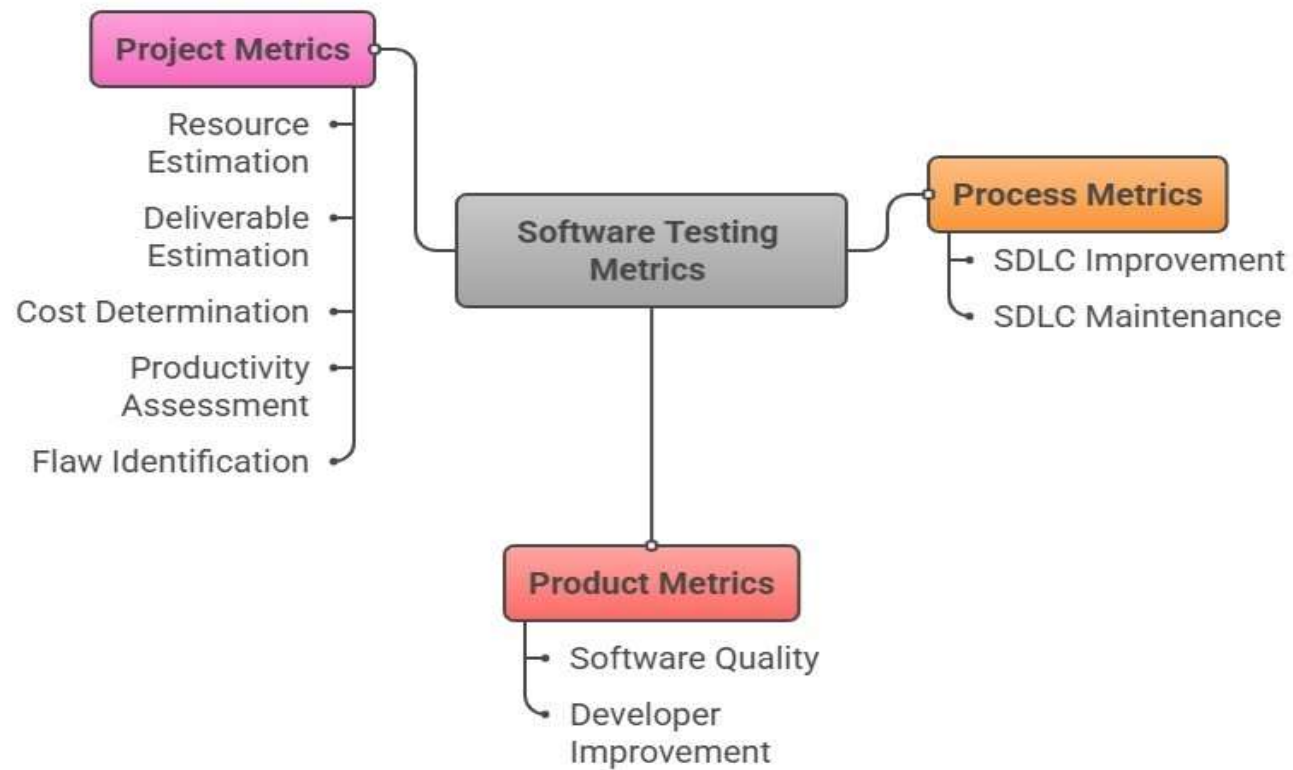 Project Metrics
Resource
Estimation
Deliverable
Estimation
Cost Determination
Productivity
Assessment
Flaw Identification
Software Testing
Metrics
Process Metrics
SDLC Improvement
SDLC Maintenance
Product Metrics
Software Quality
Developer
Improvement